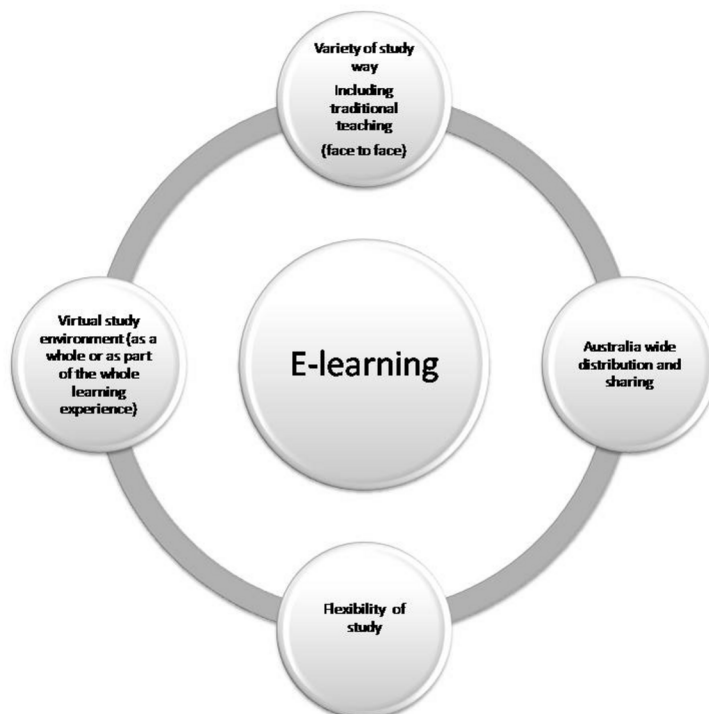 Variety of study
way
Including
traditional
teaching
(face to face)
Virtual study
environment (as a
whole or as part
of the whole
learning
experience)
E-learning
Australia wide
distribution and
sharing
Flexibility of
study